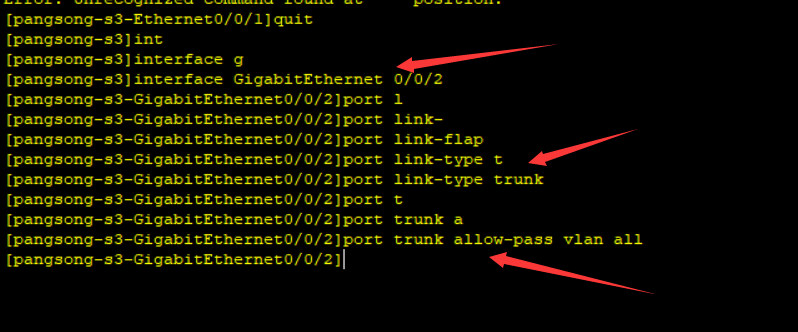 Error: Unrecognized command found at position.
[pangsong-s3-Ethernet0/0/1]quit
[pangsong-s3]int
[pangsong-s3]interface g
[pangsong-s3]interface GigabitEthernet 0/0/2
[pangsong-s3-GigabitEthernet0/0/2]port l
[pangsong-s3-GigabitEthernet0/0/2]port link-
[pangsong-s3-GigabitEthernet0/0/2]port link-flap
[pangsong-s3-GigabitEthernet0/0/2]port link-type t
[pangsong-s3-GigabitEthernet0/0/2]port link-type trunk
[pangsong-s3-GigabitEthernet0/0/2]port t
[pangsong-s3-GigabitEthernet0/0/2]port trunk a
[pangsong-s3-GigabitEthernet0/0/2]port trunk allow-pass vlan all
[pangsong-s3-GigabitEthernet0/0/2]